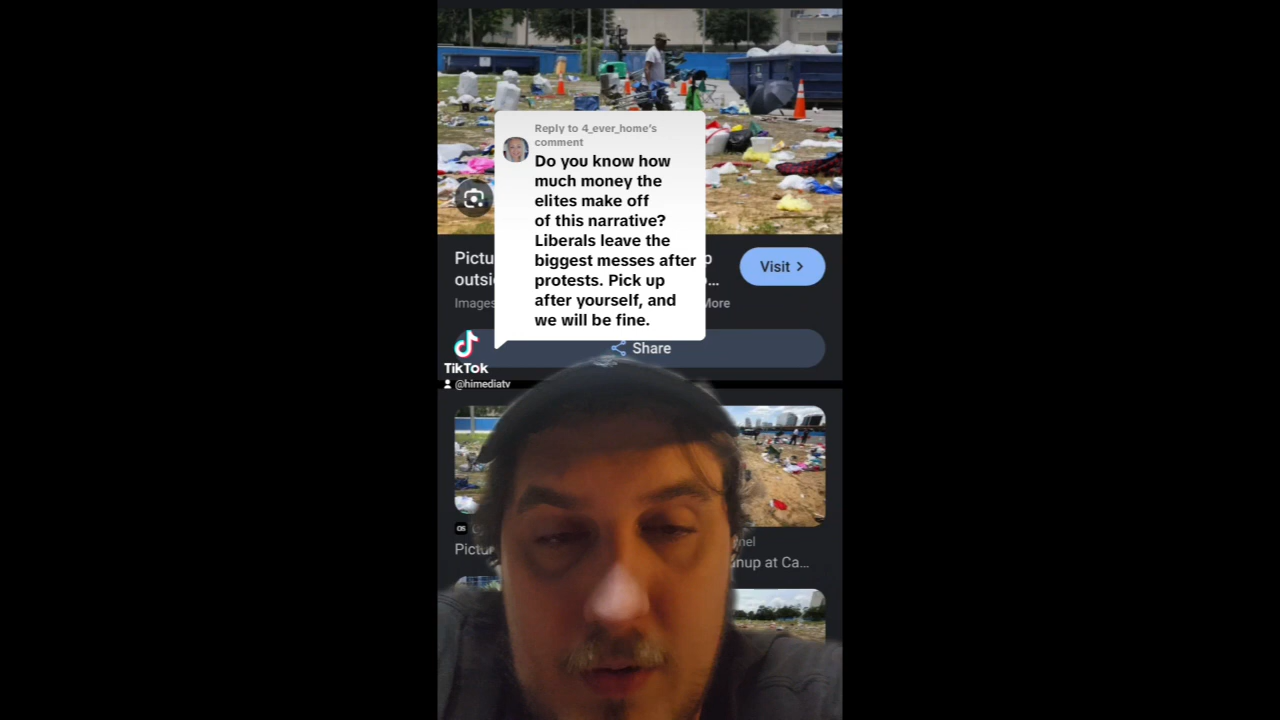 Reply to 4_ever_home's
comment
Do you know how
much money the
elites make off
of this narrative?
Liberals leave the
biggest messes after
protests. Pick up
after yourself, and
we will be fine.
Pictu
outsi
Visit >
Images
More
Share
TikTok
@himediatv
nup at Ca...